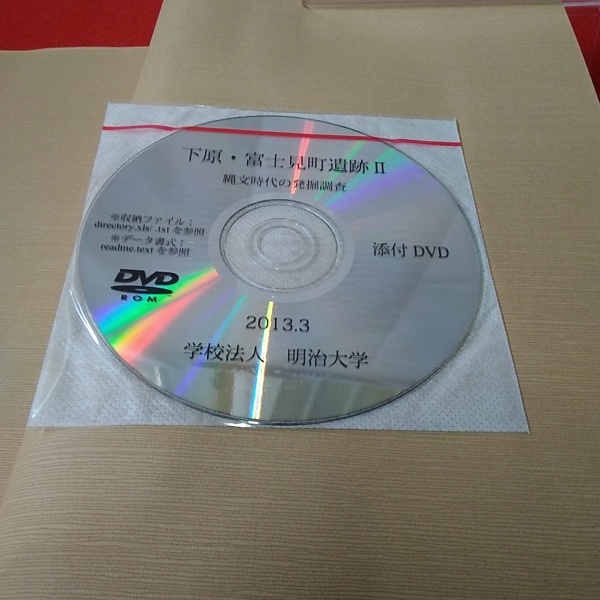 下原・富士見町遺跡 II
縄文時代の発掘調査
※収納ファイル：
directory.xls/ .txt を参照
※データ書式：
readme.text を参照
添付 DVD
DVD
ROM
2013.3
学校法人 明治大学